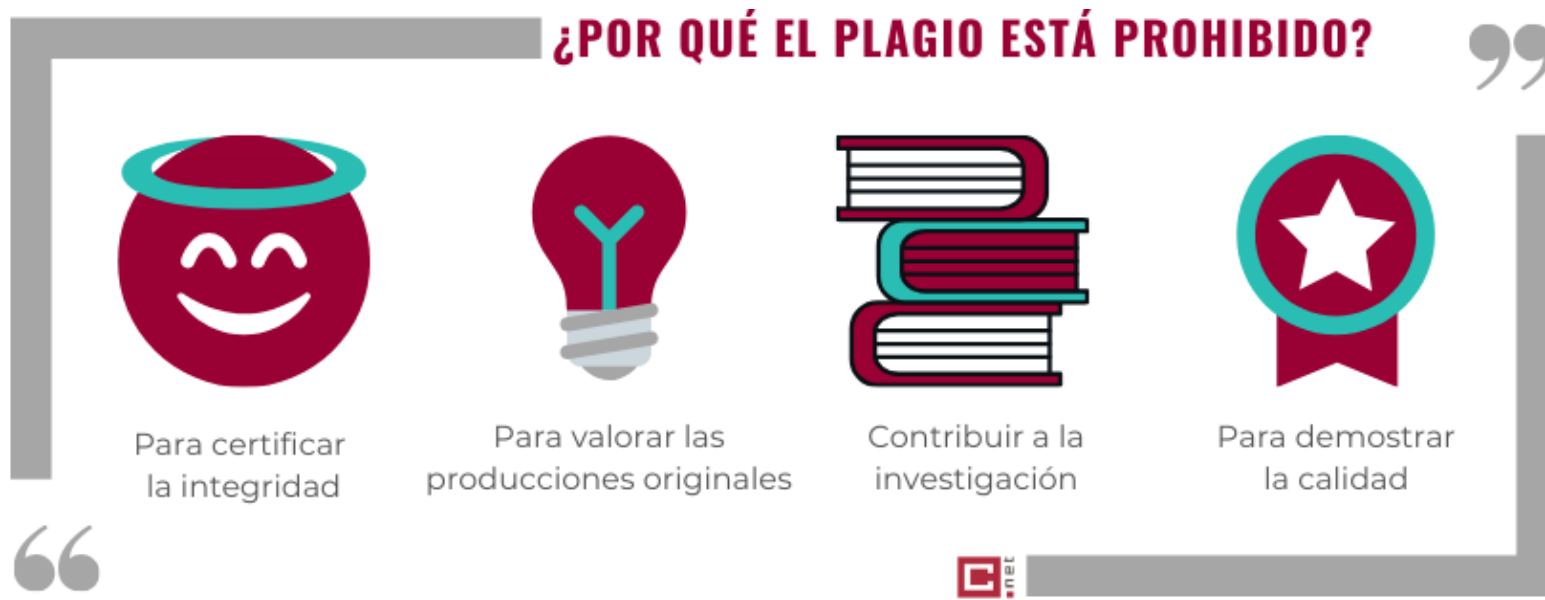 ¿POR QUÉ EL PLAGIO ESTÁ PROHIBIDO?
Para certificar
la integridad
Para valorar las
producciones originales
Contribuir a la
investigación
Para demostrar
la calidad
C.net